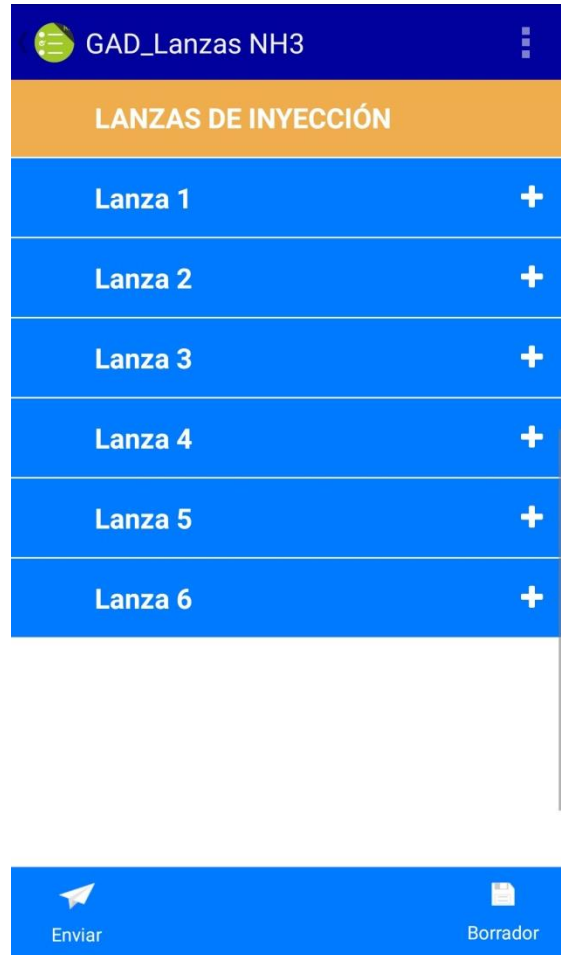 GAD_Lanzas NH3
LANZAS DE INYECCIÓN
Lanza 1
Lanza 2
Lanza 3
Lanza 4
Lanza 5
Lanza 6
Enviar
Borrador